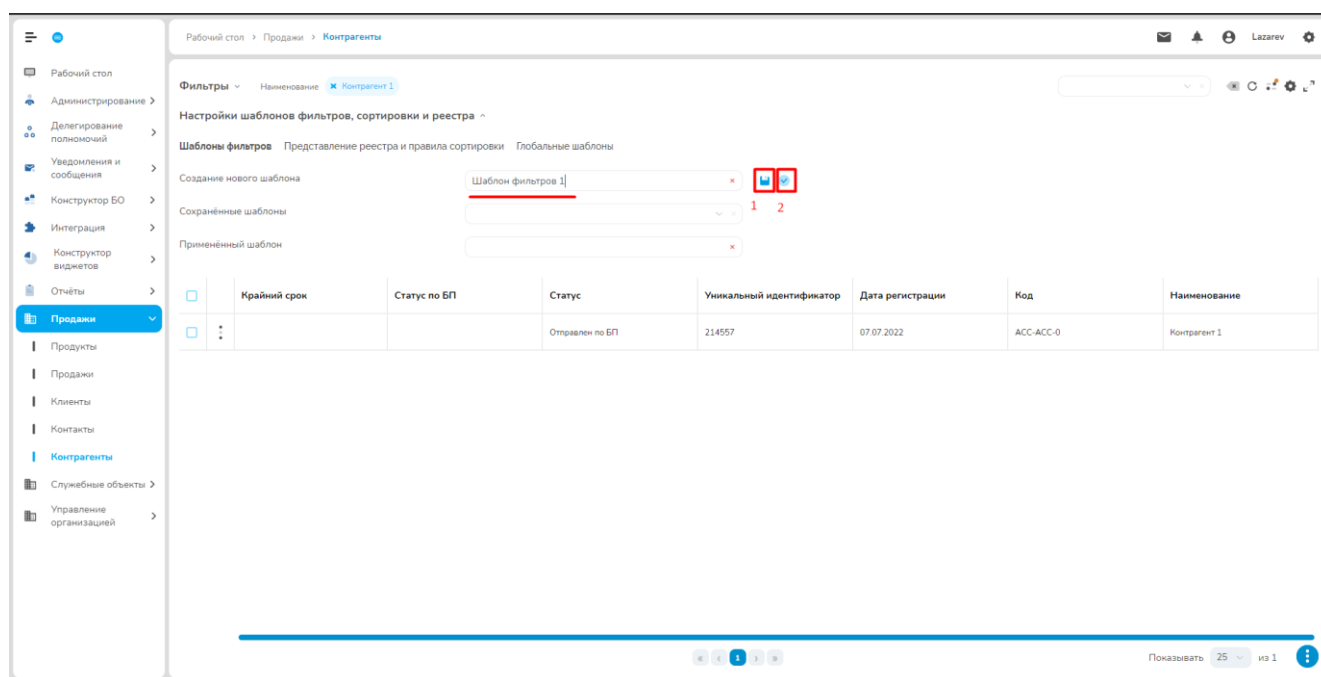 Рабочий стол > Продажи > Контрагенты
Lazarev
Рабочий стол
Администрирование
Делегирование
полномочий
Уведомления и
сообщения
Конструктор БО
Интеграция
Конструктор
виджетов
Отчёты
Продажи
Продукты
Продажи
Клиенты
Контакты
Контрагенты
Служебные объекты
Управление
организацией
Фильтры Наименование × Контрагент 1
Настройки шаблонов фильтров, сортировки и реестра
Шаблоны фильтров Представление реестра и правила сортировки Глобальные шаблоны
Создание нового шаблона Шаблон фильтров 1
1 2
Сохранённые шаблоны
Применённый шаблон
Крайний срок Статус по БП Статус Уникальный идентификатор Дата регистрации Код Наименование
Отправлен по БП 214557 07.07.2022 ACC-ACC-0 Контрагент 1
« ‹ 1 › »
Показывать 25 из 1